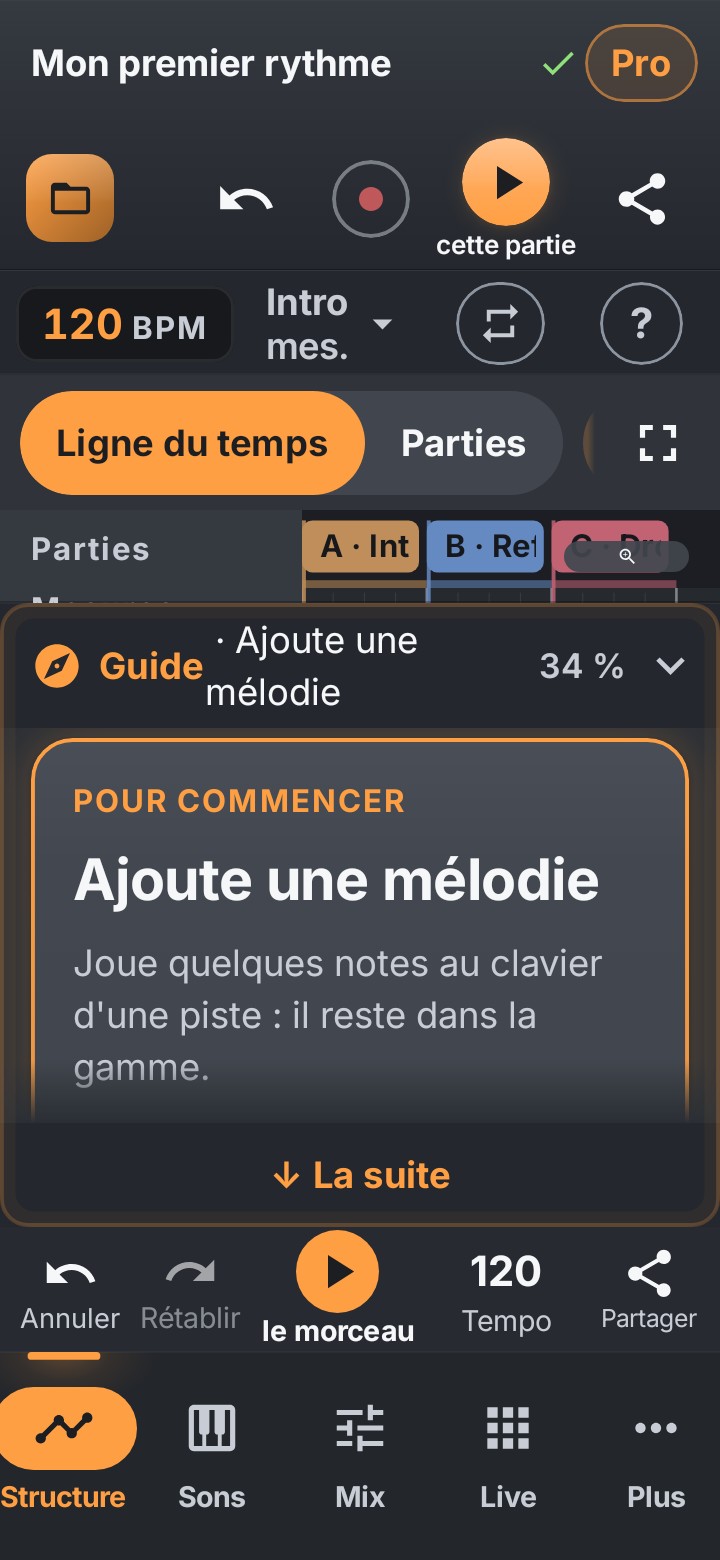 Mon premier rythme
Pro
cette partie
120 BPM
Intro
mes.
?
Ligne du temps
Parties
Parties
A · Int
B · Ref
Guide · Ajoute une
mélodie
34 %
POUR COMMENCER
Ajoute une mélodie
Joue quelques notes au clavier
d'une piste : il reste dans la
gamme.
↓ La suite
Annuler
Rétablir
le morceau
120
Tempo
Partager
Structure
Sons
Mix
Live
Plus